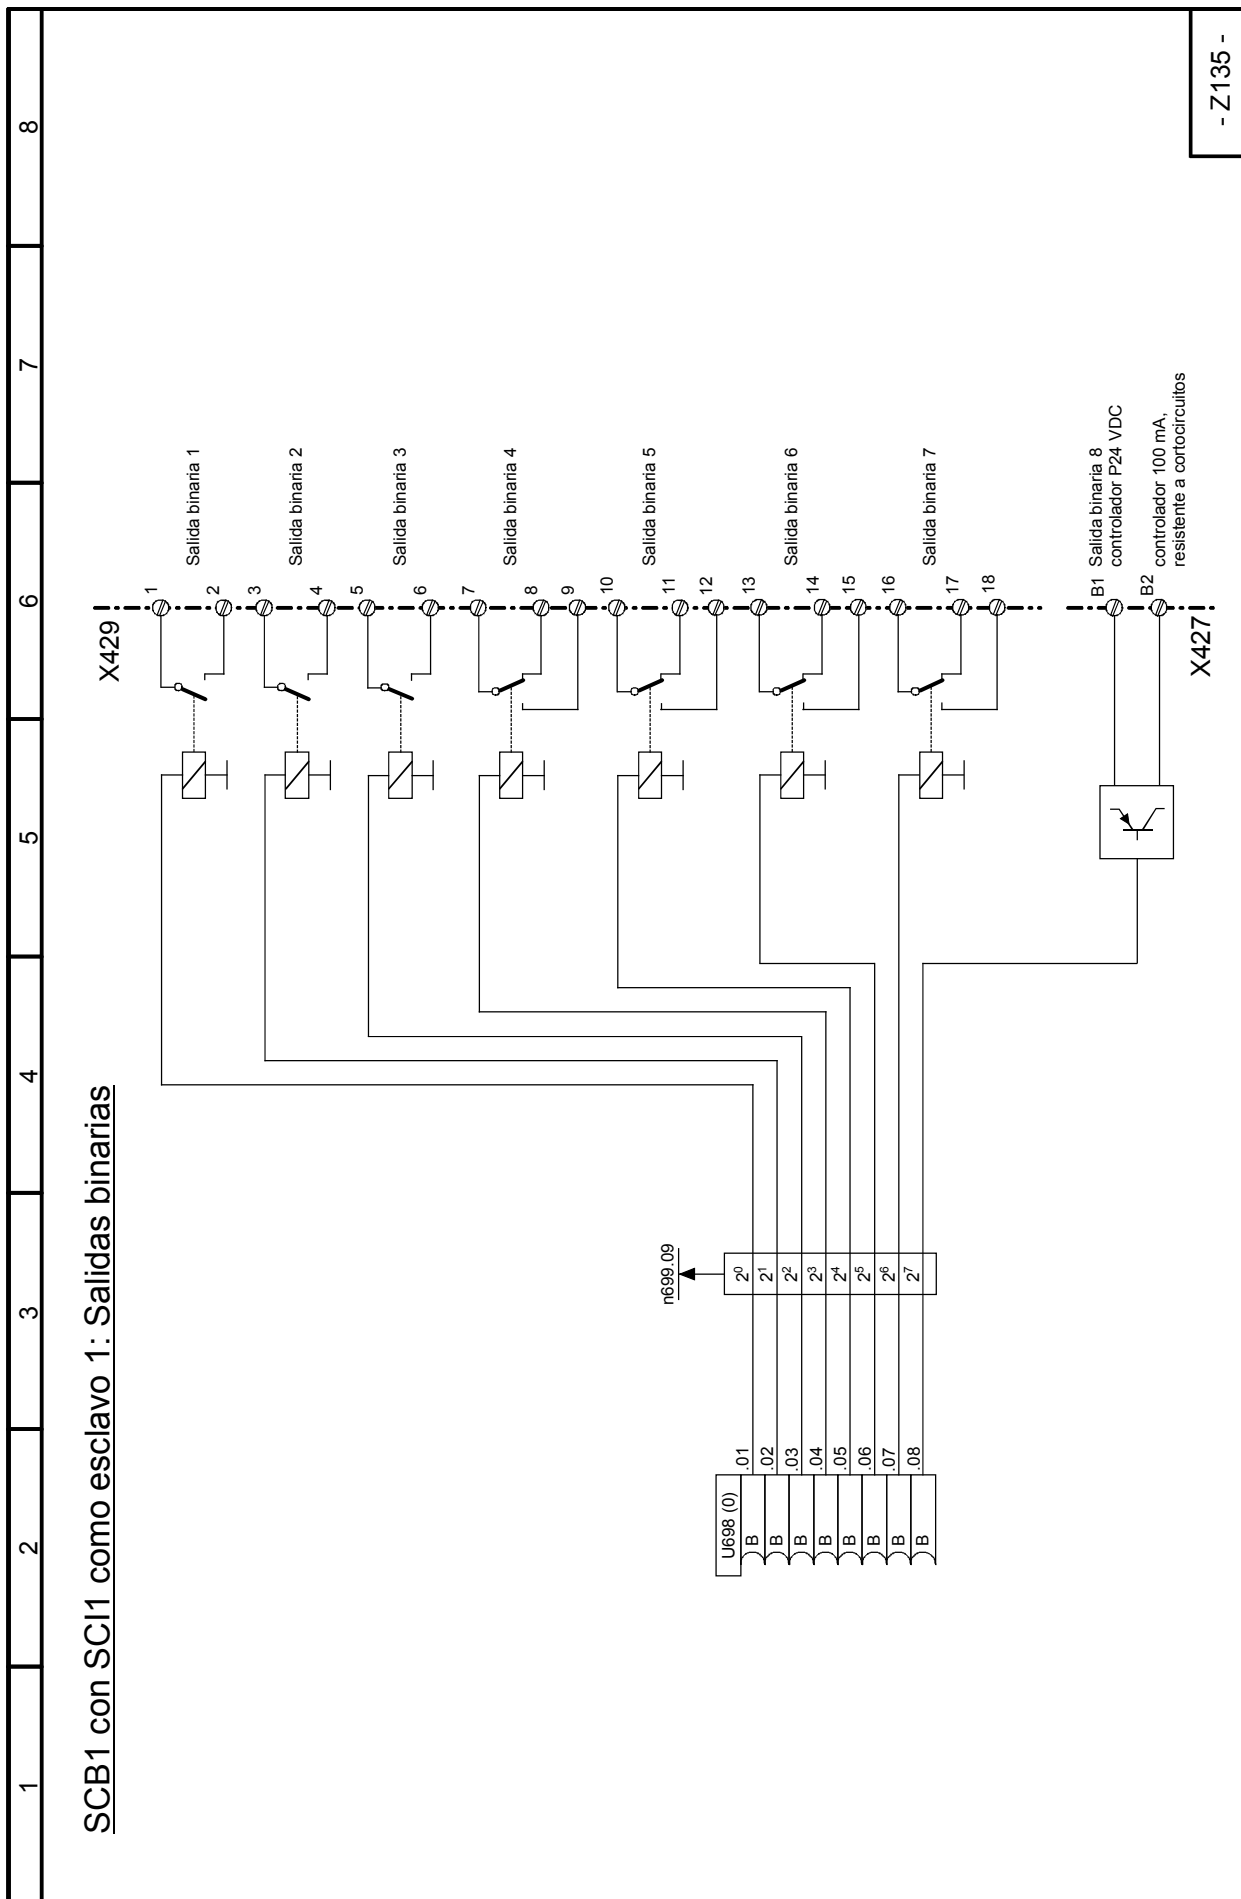 1
2
3
4
5
6
7
8
SCB1 con SCI1 como esclavo 1: Salidas binarias
U698 (0)
B .01
B .02
B .03
B .04
B .05
B .06
B .07
B .08
n699.09
2⁰
2¹
2²
2³
2⁴
2⁵
2⁶
2⁷
X429
1
2
Salida binaria 1
3
4
Salida binaria 2
5
6
Salida binaria 3
7
8
9
Salida binaria 4
10
11
12
Salida binaria 5
13
14
15
Salida binaria 6
16
17
18
Salida binaria 7
X427
B1
Salida binaria 8
controlador P24 VDC
B2
controlador 100 mA,
resistente a cortocircuitos
- Z135 -